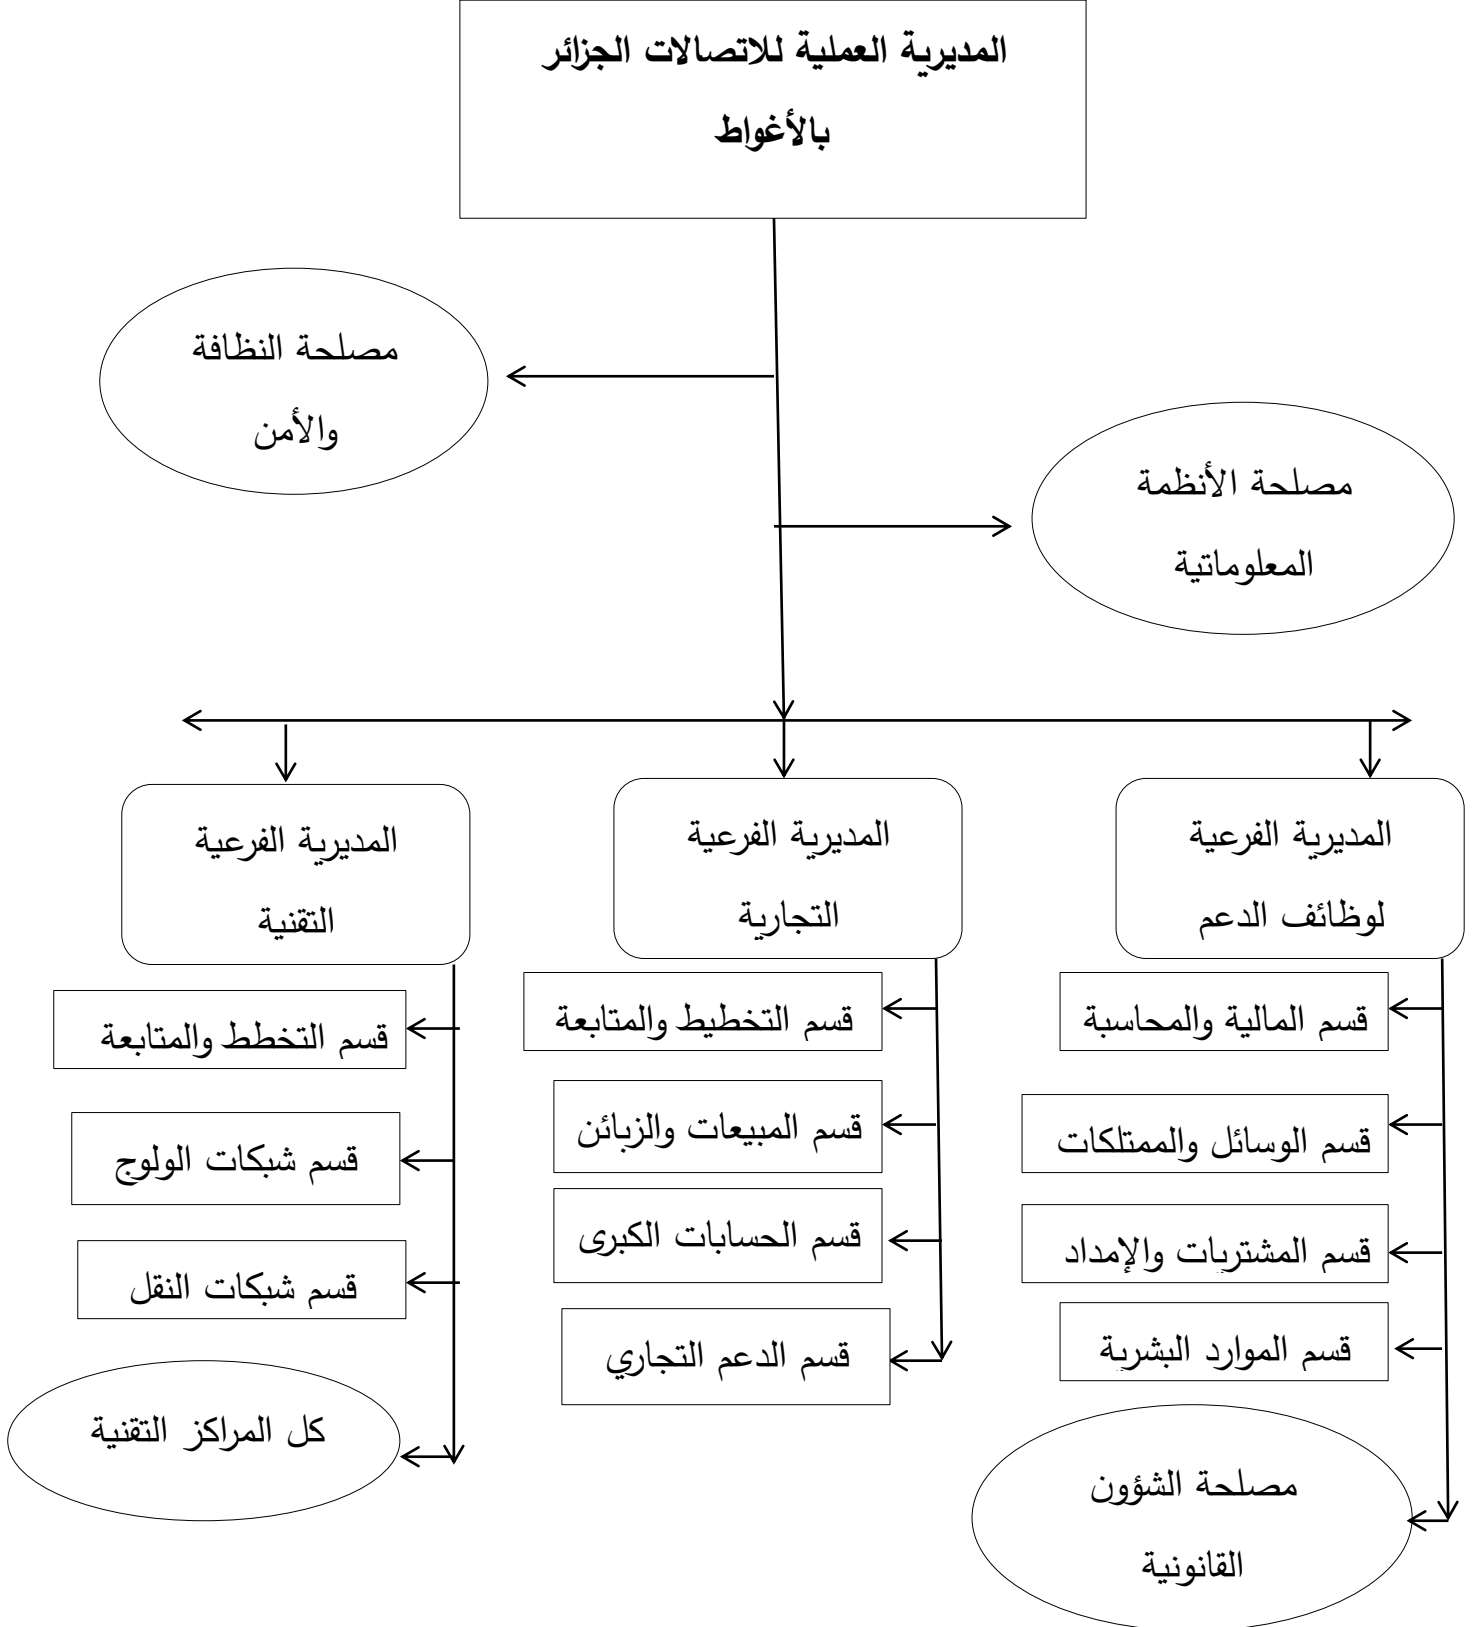 المديرية العملية للاتصالات الجزائر
بالأغواط
مصلحة النظافة
والأمن
مصلحة الأنظمة
المعلوماتية
المديرية الفرعية
لوظائف الدعم
قسم المالية والمحاسبة
قسم الوسائل والممتلكات
قسم المشتريات والإمداد
قسم الموارد البشرية
مصلحة الشؤون
القانونية
المديرية الفرعية
التجارية
قسم التخطيط والمتابعة
قسم المبيعات والزبائن
قسم الحسابات الكبرى
قسم الدعم التجاري
المديرية الفرعية
التقنية
قسم التخطط والمتابعة
قسم شبكات الولوج
قسم شبكات النقل
كل المراكز التقنية